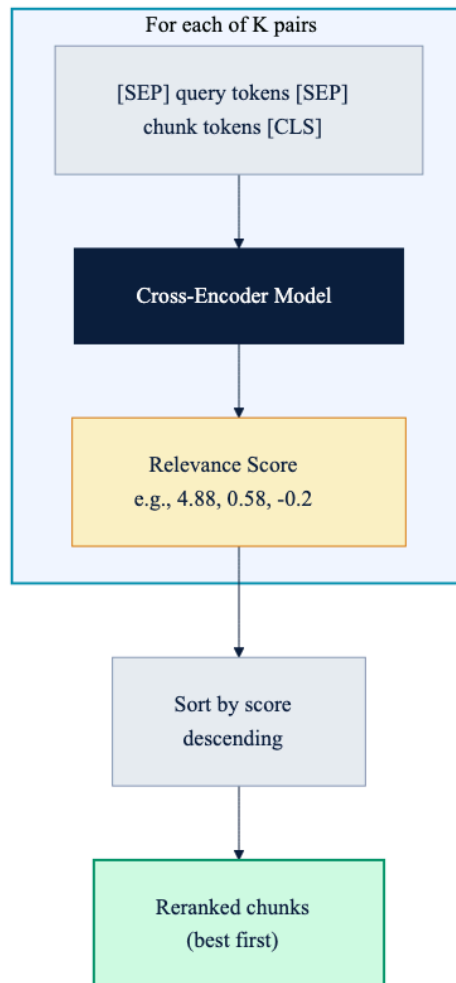 For each of K pairs
[SEP] query tokens [SEP]
chunk tokens [CLS]
Cross-Encoder Model
Relevance Score
e.g., 4.88, 0.58, -0.2
Sort by score
descending
Reranked chunks
(best first)